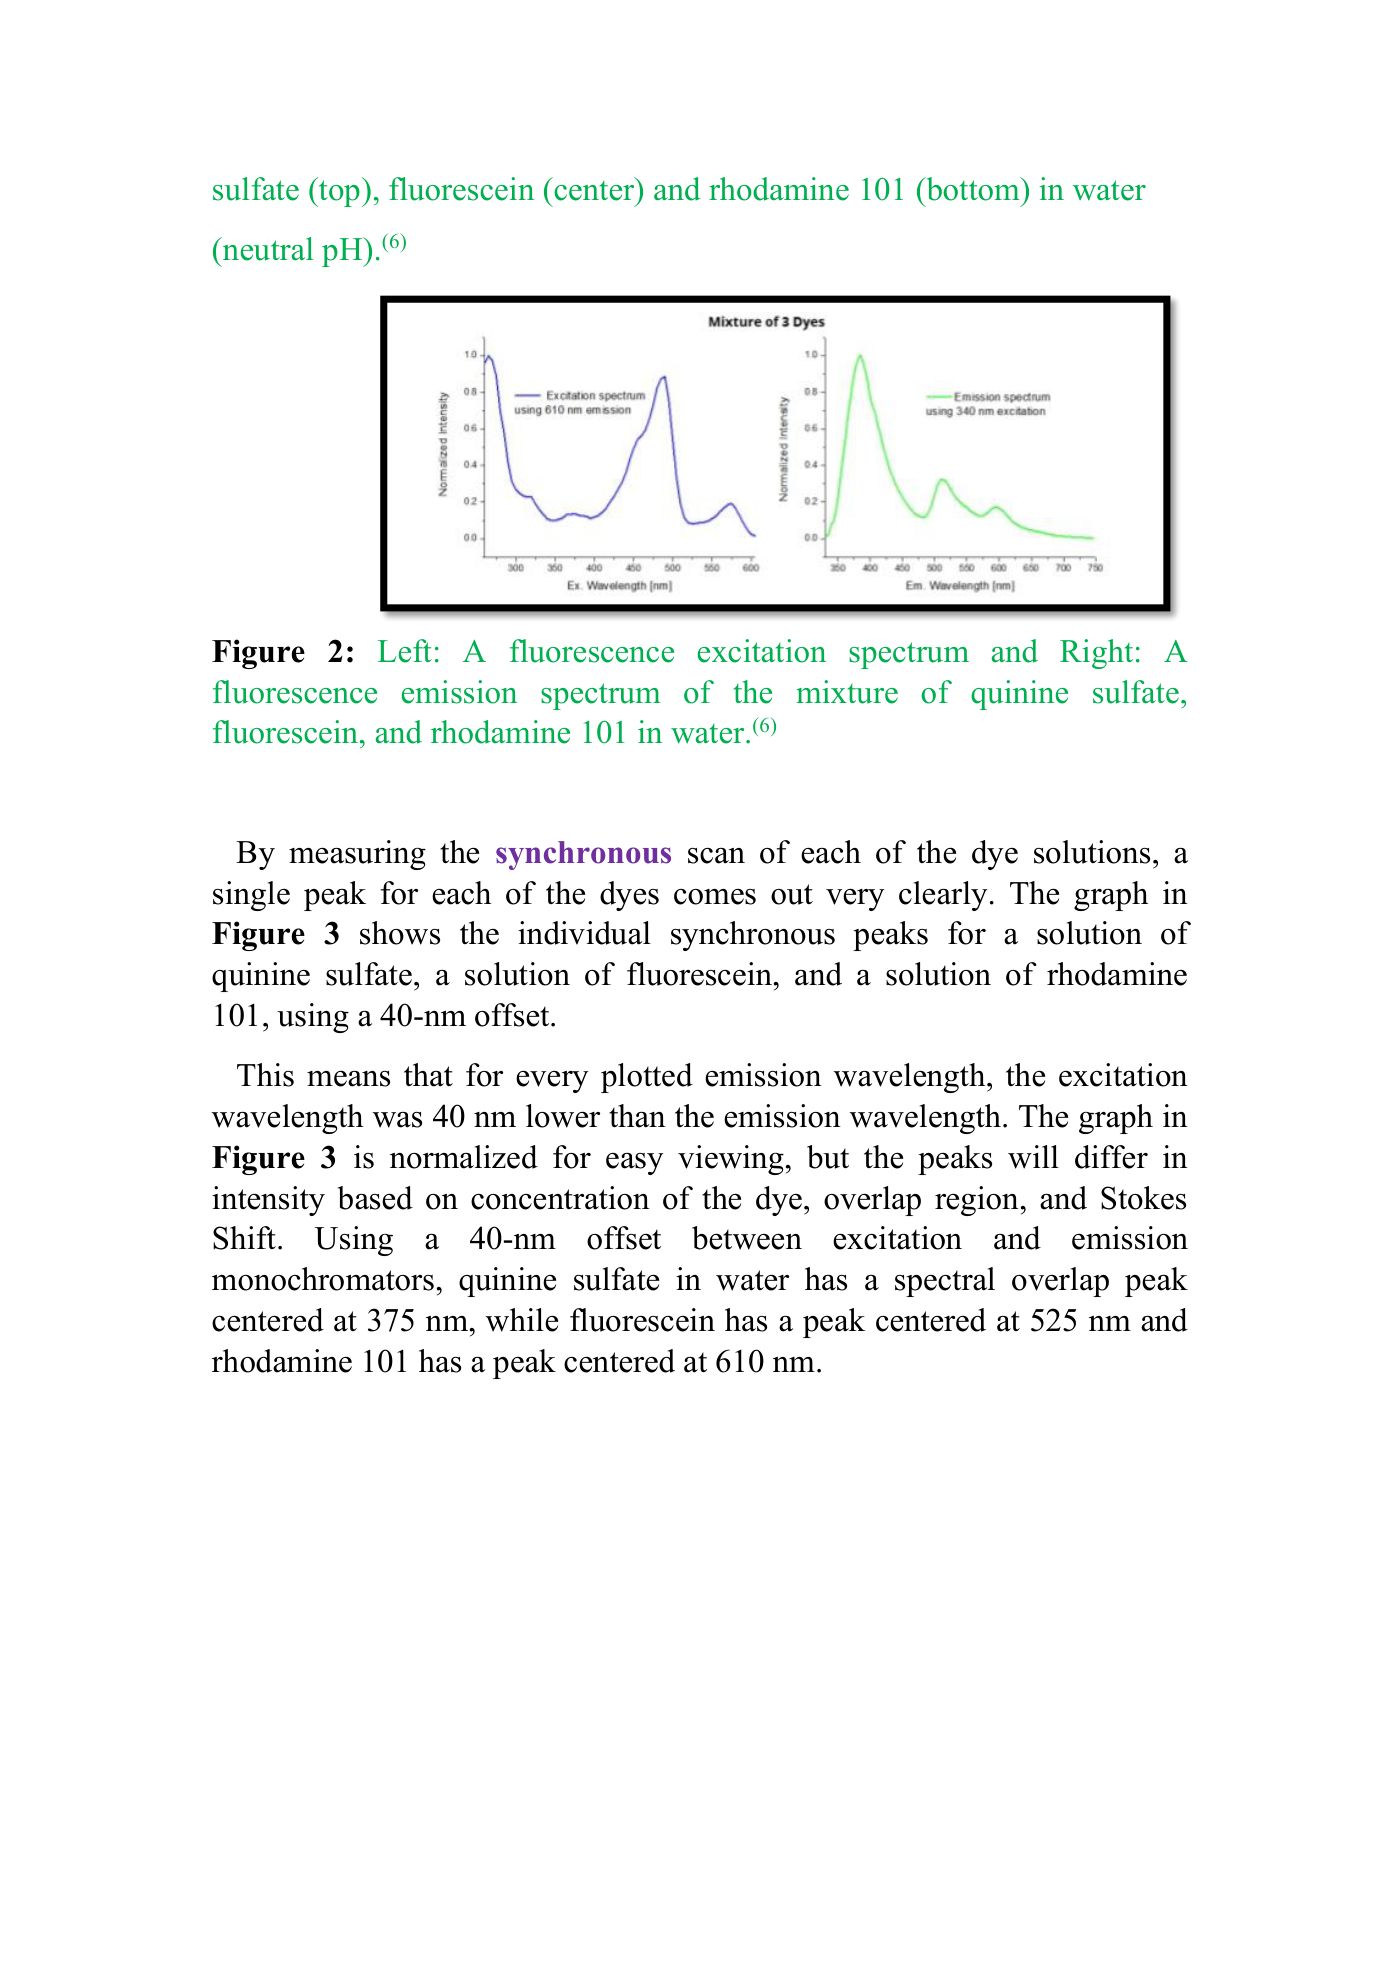 sulfate (top), fluorescein (center) and rhodamine 101 (bottom) in water
(neutral pH).(6)
Mixture of 3 Dyes
Normalized Intensity
1.0
0.8
0.6
0.4
0.2
0.0
Excitation spectrum
using 610 nm emission
300 350 400 450 500 550 600
Ex. Wavelength [nm]
Normalized Intensity
1.0
0.8
0.6
0.4
0.2
0.0
Emission spectrum
using 340 nm excitation
350 400 450 500 550 600 650 700 750
Em. Wavelength [nm]
Figure 2: Left: A fluorescence excitation spectrum and Right: A
fluorescence emission spectrum of the mixture of quinine sulfate,
fluorescein, and rhodamine 101 in water.(6)
By measuring the synchronous scan of each of the dye solutions, a
single peak for each of the dyes comes out very clearly. The graph in
Figure 3 shows the individual synchronous peaks for a solution of
quinine sulfate, a solution of fluorescein, and a solution of rhodamine
101, using a 40-nm offset.
This means that for every plotted emission wavelength, the excitation
wavelength was 40 nm lower than the emission wavelength. The graph in
Figure 3 is normalized for easy viewing, but the peaks will differ in
intensity based on concentration of the dye, overlap region, and Stokes
Shift. Using a 40-nm offset between excitation and emission
monochromators, quinine sulfate in water has a spectral overlap peak
centered at 375 nm, while fluorescein has a peak centered at 525 nm and
rhodamine 101 has a peak centered at 610 nm.